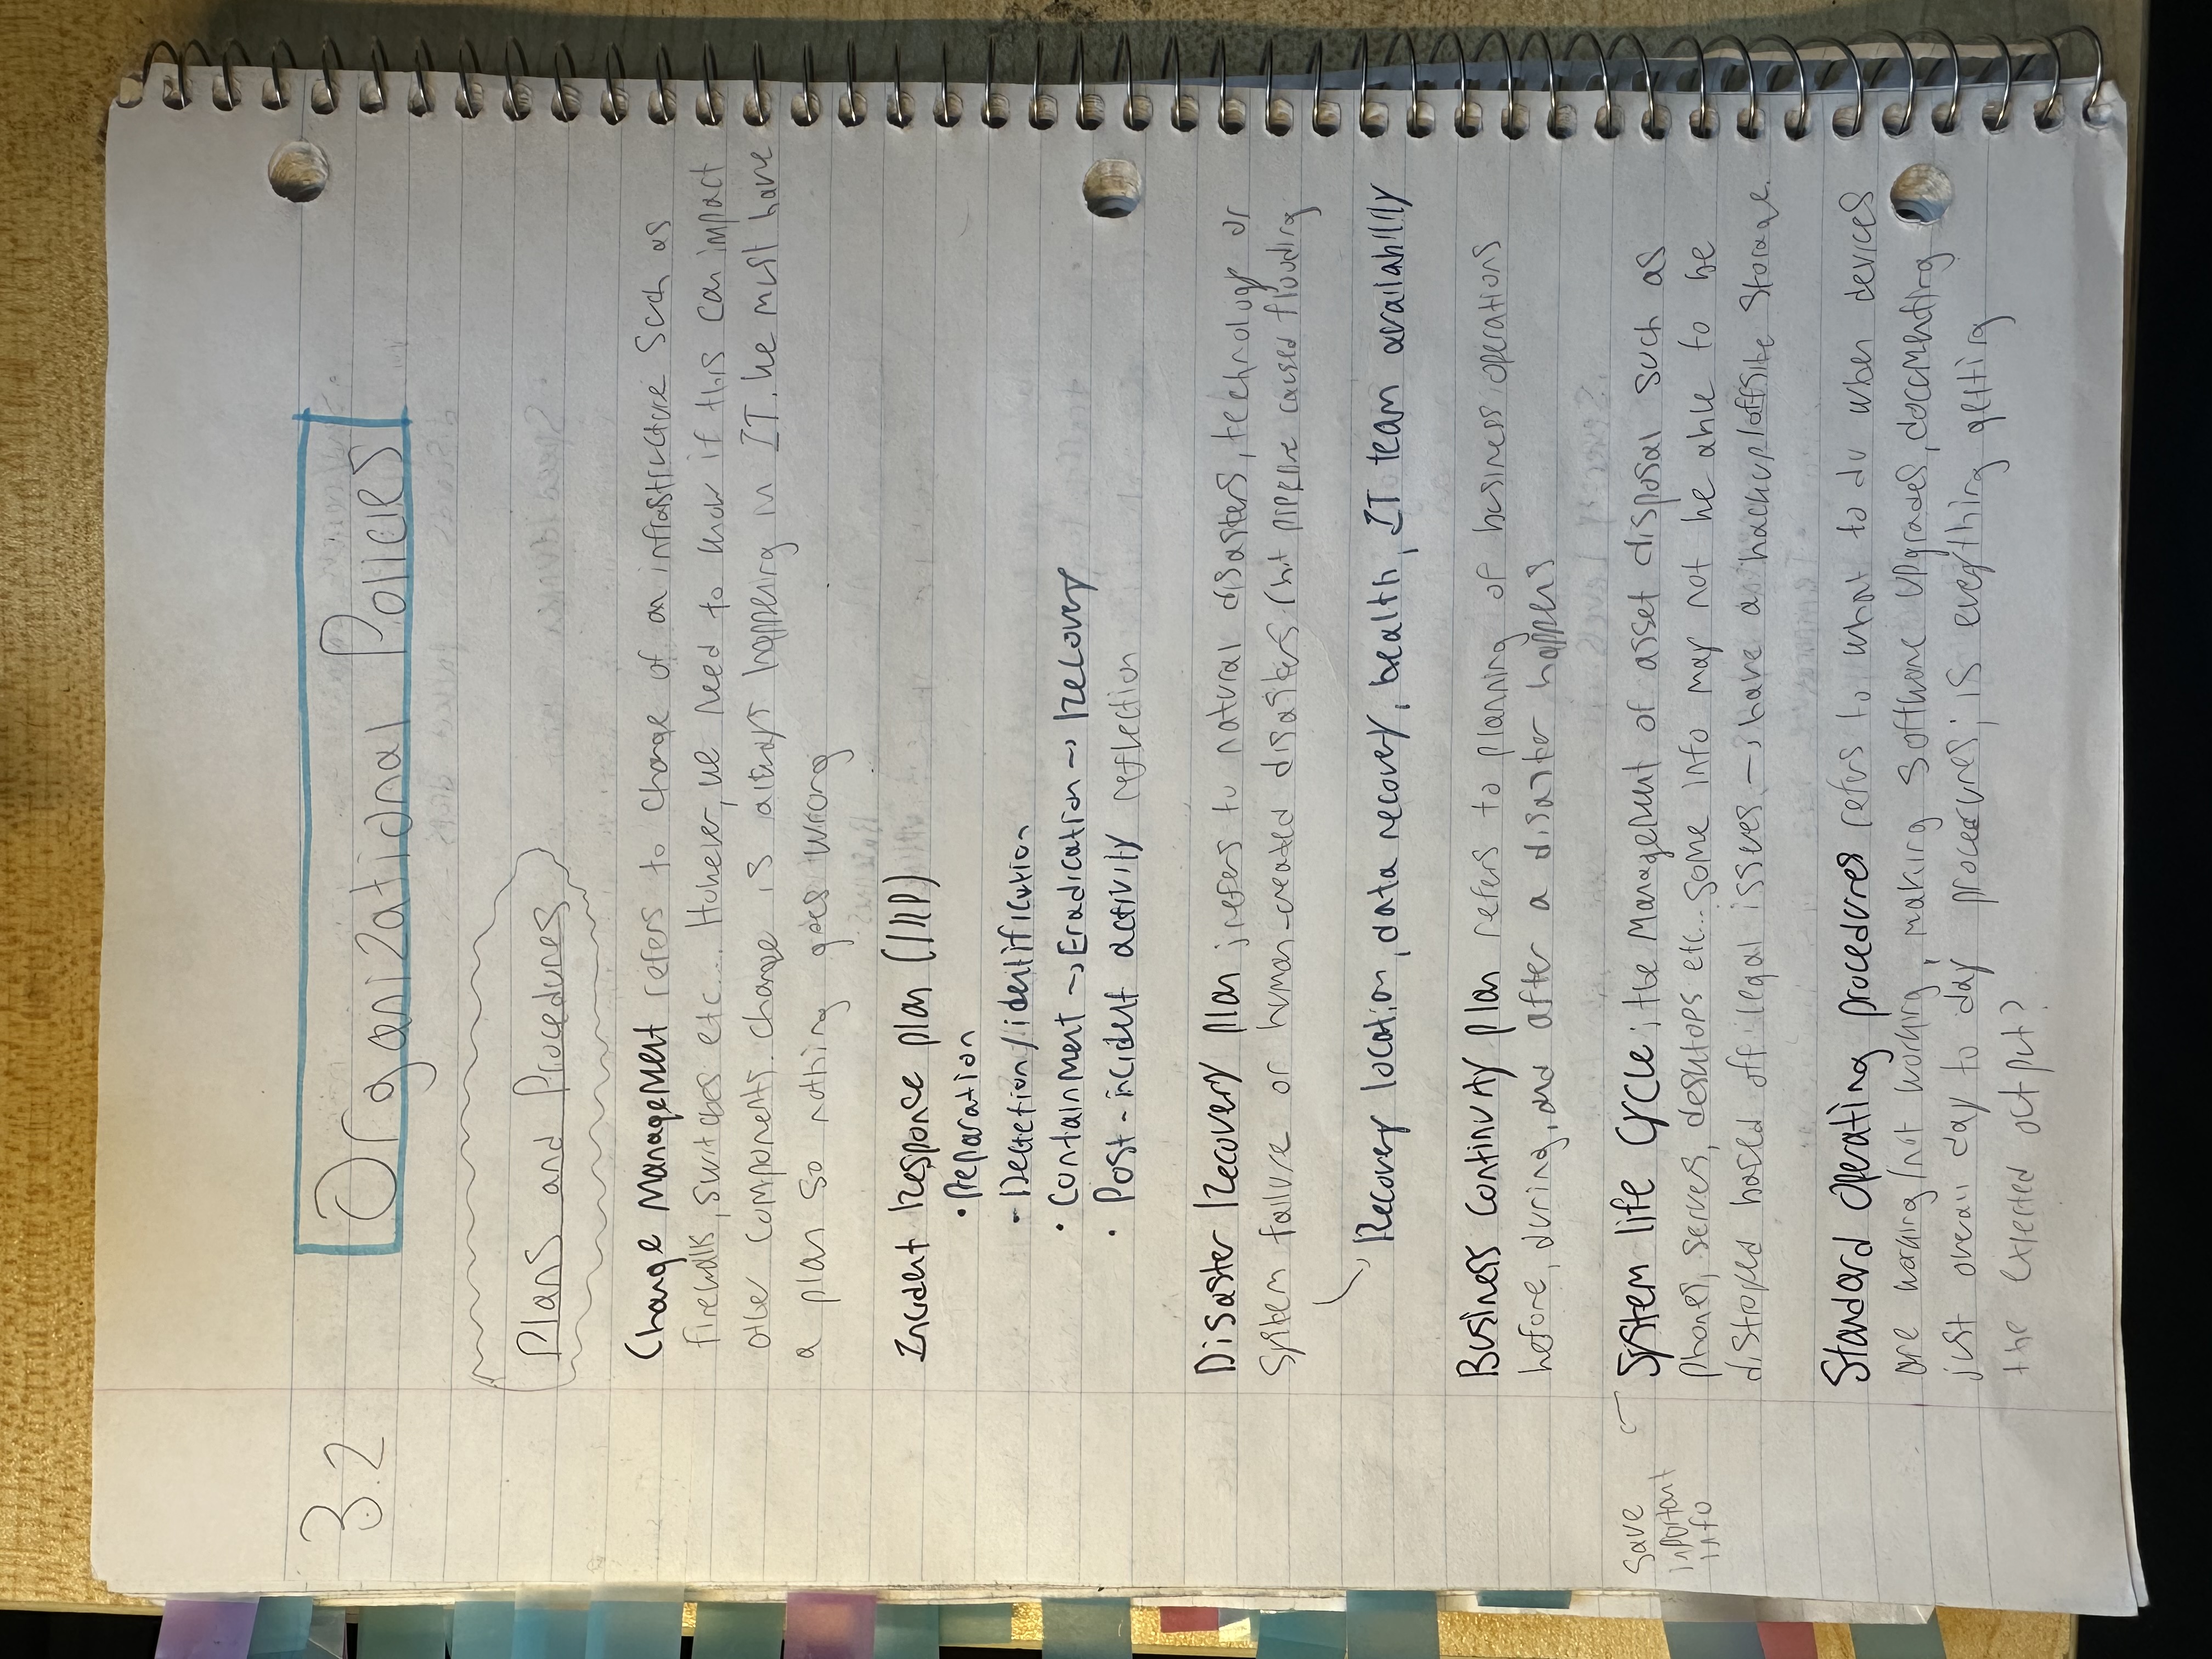 3.2 Organizational Policies
Plans and Procedures
Change Management refers to change of an infrastructure such as
firewalls, switches etc... However, we need to know if this can impact
other components. change is always happening in IT. we must have
a plan so nothing goes wrong
Incident Response plan (IRP)
• Preparation
- Detection/identification
• Containment → Eradication → Recovery
• Post-incident activity reflection
Disaster Recovery plan ; refers to natural disasters, technology or
system failure or human-created disasters (hit pipeline caused flooding
Recovery location, data recovery, health, IT team availability
Business continuity plan refers to planning of business operations
before, during, and after a disaster happens
Save
important
info
System life cycle ; the management of asset disposal such as
phones, serves, desktops etc... some info may not be able to be
distroyed based off legal issues → have a backup/offsite storage.
Standard operating procedures refers to what to do when devices
are working/not working, making software upgrades, documenting
just overall day to day procedures; is everything getting
the expected output?